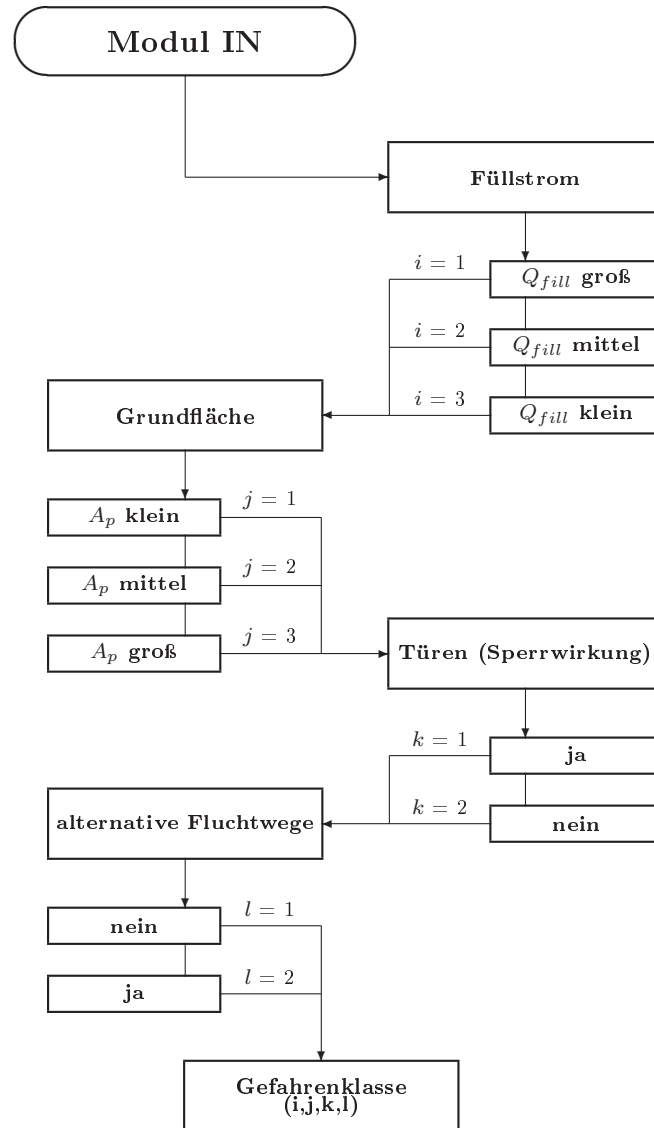 Modul IN
Füllstrom
i = 1
Q_fill groß
i = 2
Q_fill mittel
i = 3
Q_fill klein
Grundfläche
A_p klein
j = 1
A_p mittel
j = 2
A_p groß
j = 3
Türen (Sperrwirkung)
k = 1
ja
k = 2
nein
alternative Fluchtwege
nein
l = 1
ja
l = 2
Gefahrenklasse
(i,j,k,l)